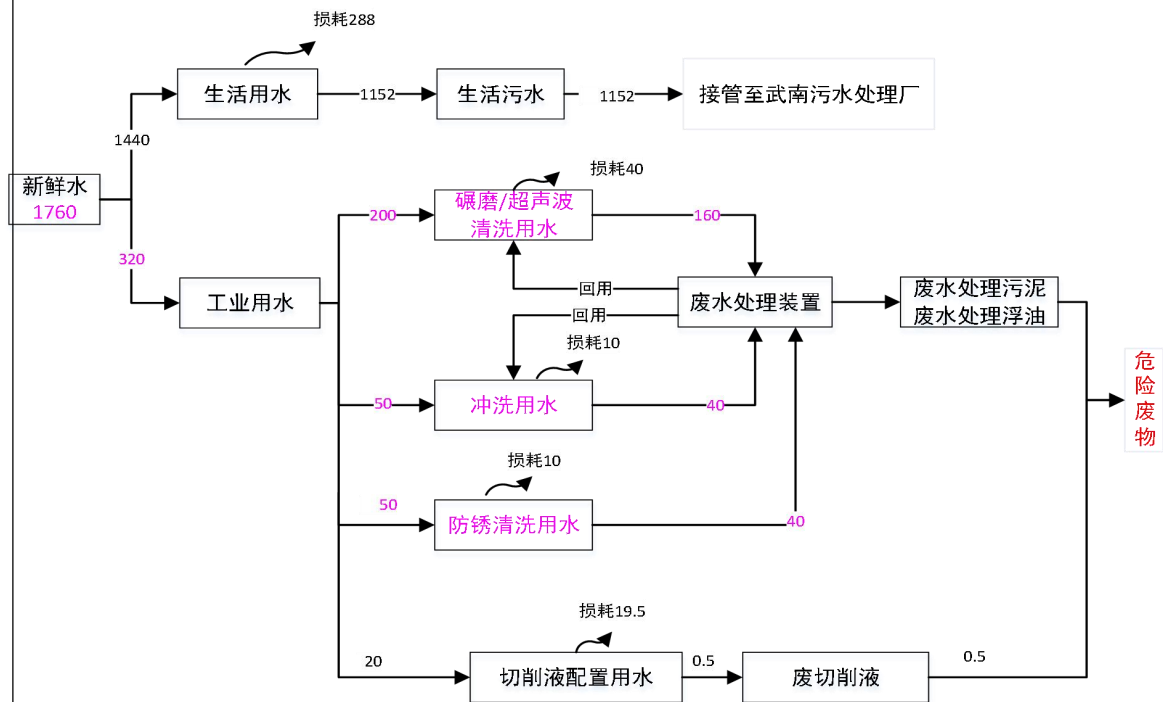 损耗288
生活用水
1152
生活污水
1152
接管至武南污水处理厂
1440
新鲜水
1760
320
工业用水
损耗40
200
碾磨/超声波
清洗用水
160
回用
回用
废水处理装置
废水处理污泥
废水处理浮油
损耗10
50
冲洗用水
40
危
险
废
物
损耗10
50
防锈清洗用水
40
损耗19.5
20
切削液配置用水
0.5
废切削液
0.5